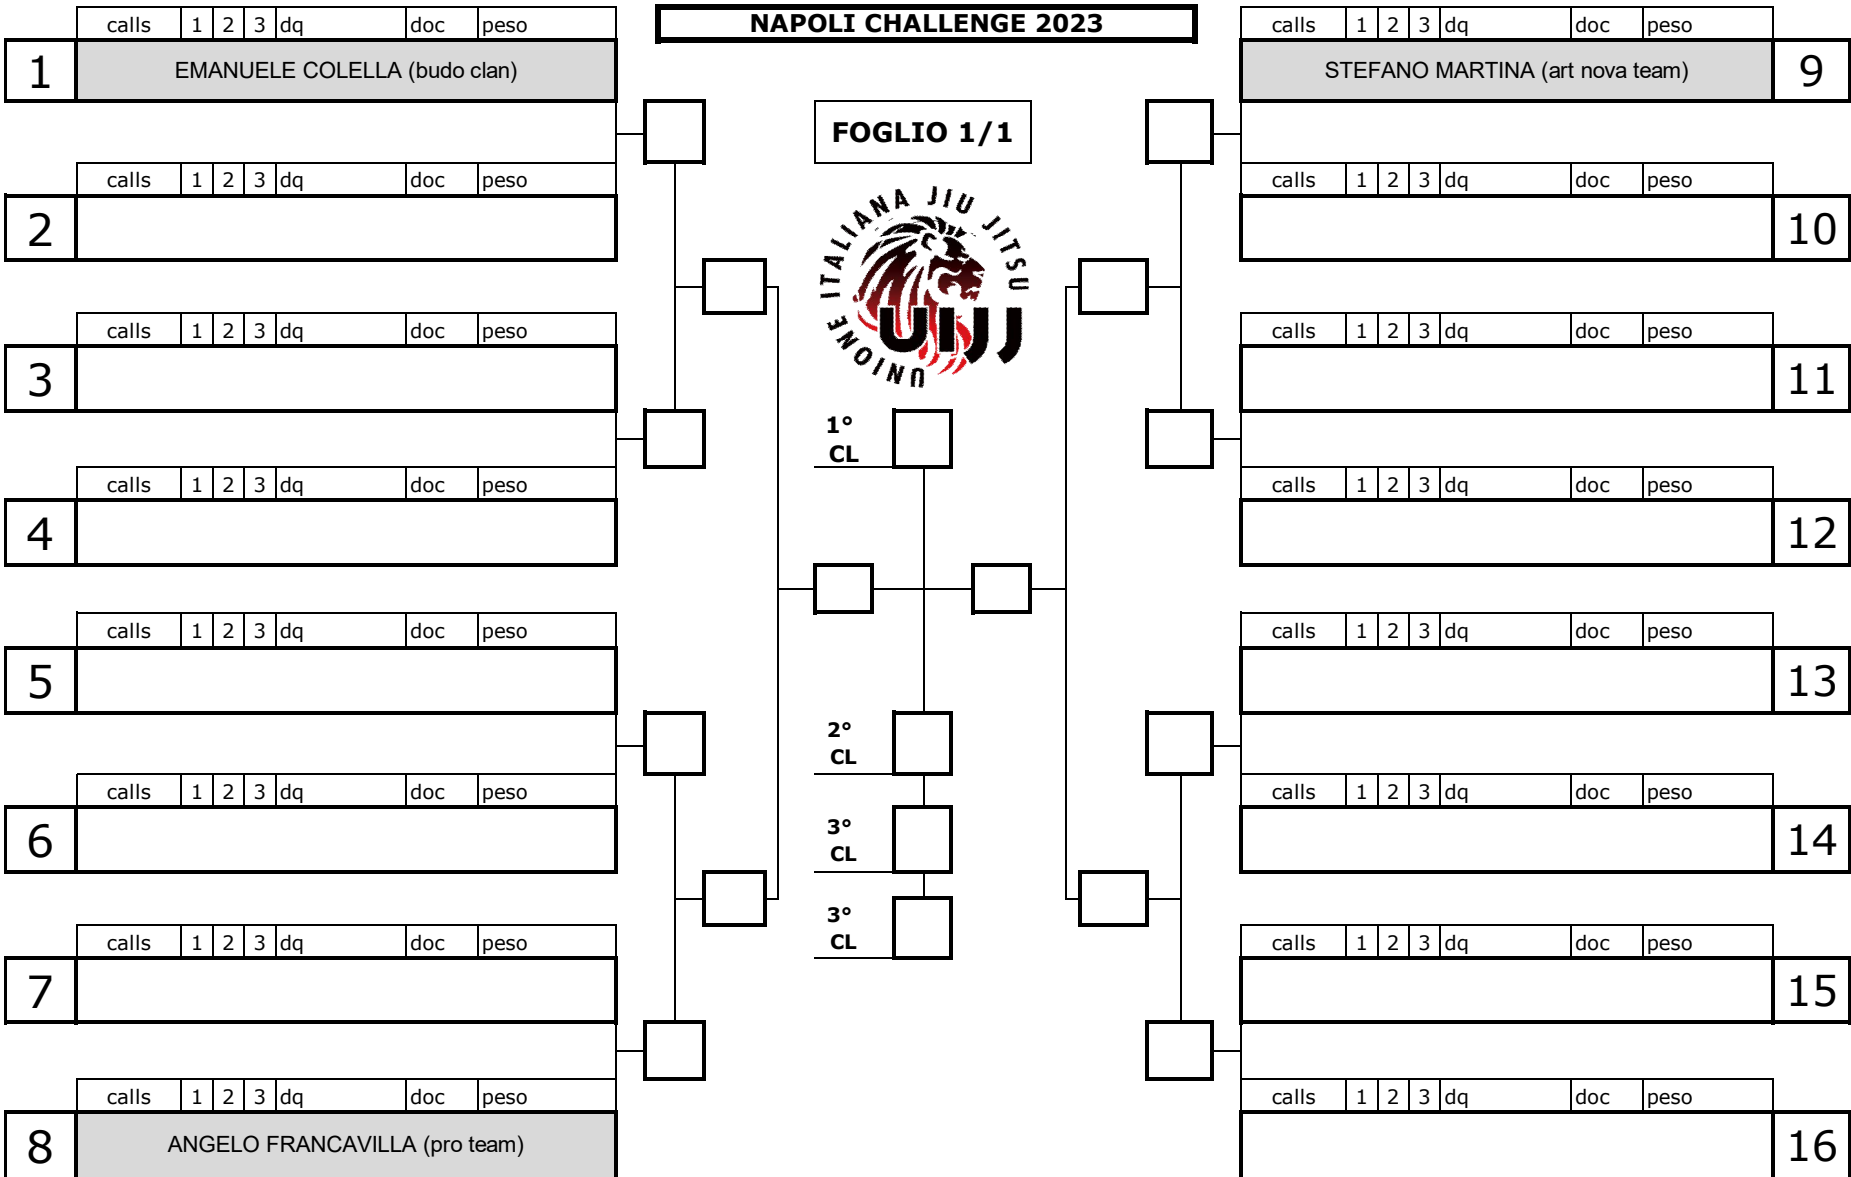 NAPOLI CHALLENGE 2023
calls 1 2 3 dq doc peso
1 EMANUELE COLELLA (budo clan)
calls 1 2 3 dq doc peso
2
calls 1 2 3 dq doc peso
3
calls 1 2 3 dq doc peso
4
calls 1 2 3 dq doc peso
5
calls 1 2 3 dq doc peso
6
calls 1 2 3 dq doc peso
7
calls 1 2 3 dq doc peso
8 ANGELO FRANCAVILLA (pro team)
FOGLIO 1/1
UNIONE ITALIANA JIU JITSU
UIJJ
1°
CL
2°
CL
3°
CL
3°
CL
calls 1 2 3 dq doc peso
STEFANO MARTINA (art nova team) 9
calls 1 2 3 dq doc peso
10
calls 1 2 3 dq doc peso
11
calls 1 2 3 dq doc peso
12
calls 1 2 3 dq doc peso
13
calls 1 2 3 dq doc peso
14
calls 1 2 3 dq doc peso
15
calls 1 2 3 dq doc peso
16